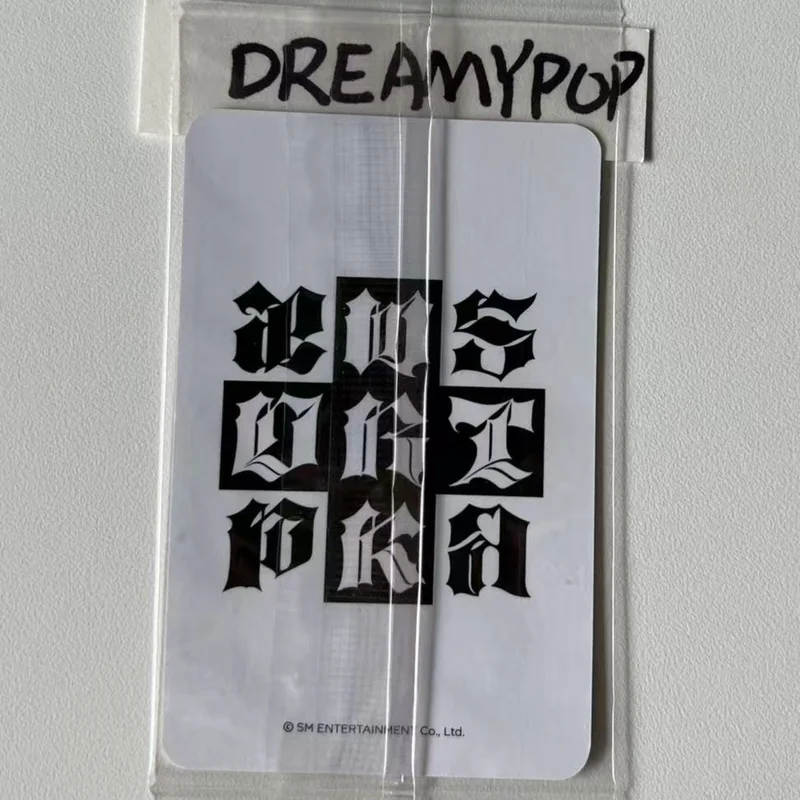 DREAMYPOP
æ W S
D R T
P K A
© SM ENTERTAINMENT Co., Ltd.